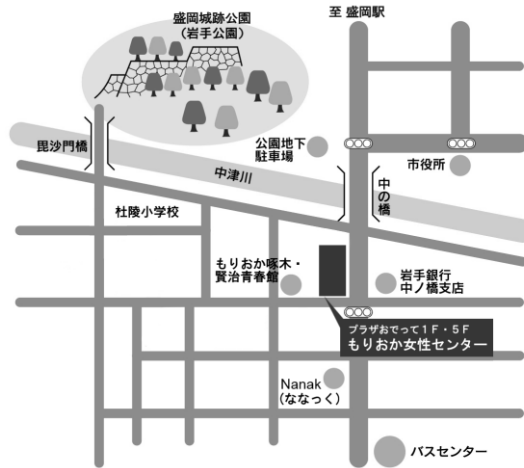 至 盛岡駅
盛岡城跡公園
（岩手公園）
毘沙門橋
公園地下
駐車場
市役所
中津川
中の橋
杜陵小学校
もりおか啄木・
賢治青春館
岩手銀行
中ノ橋支店
プラザおでって1F・5F
もりおか女性センター
Nanak
（ななっく）
バスセンター